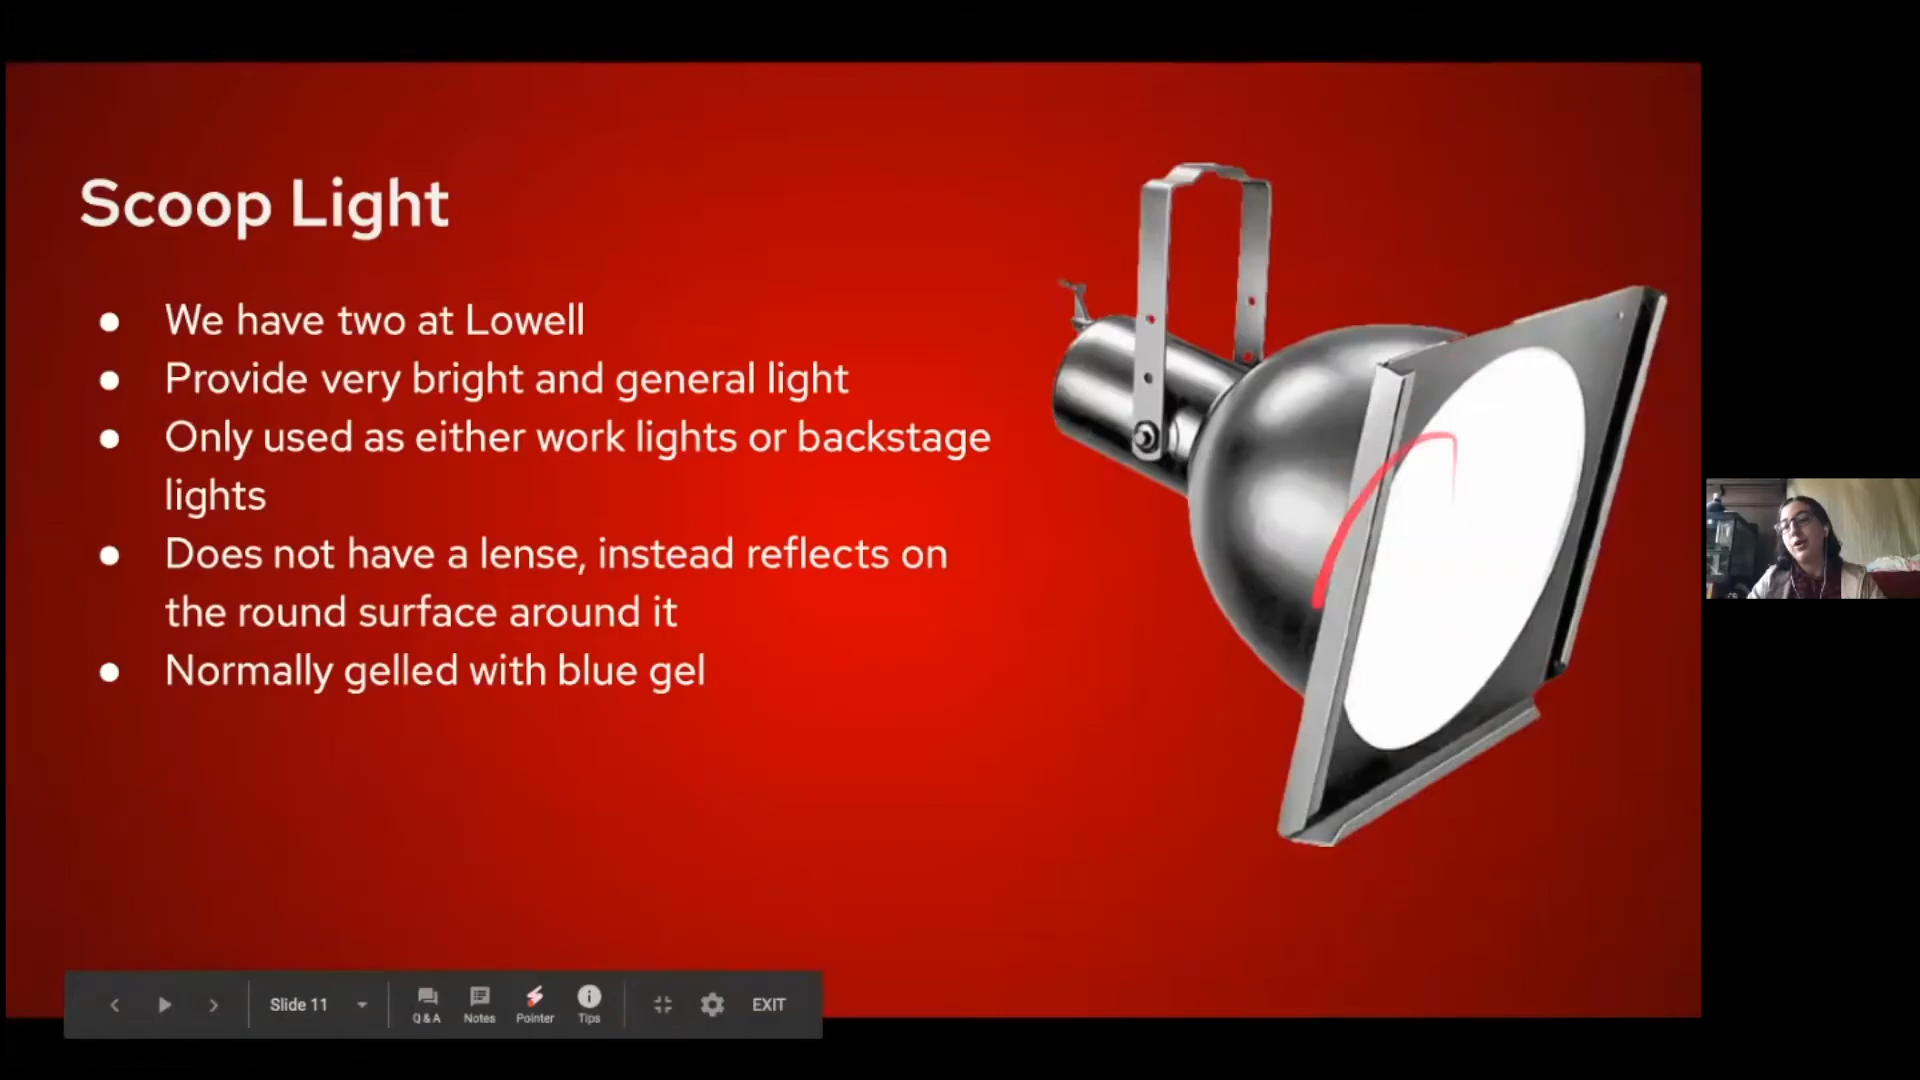 Scoop Light
● We have two at Lowell
● Provide very bright and general light
● Only used as either work lights or backstage
lights
● Does not have a lense, instead reflects on
the round surface around it
● Normally gelled with blue gel
Slide 11
Q & A
Notes
Pointer
Tips
EXIT